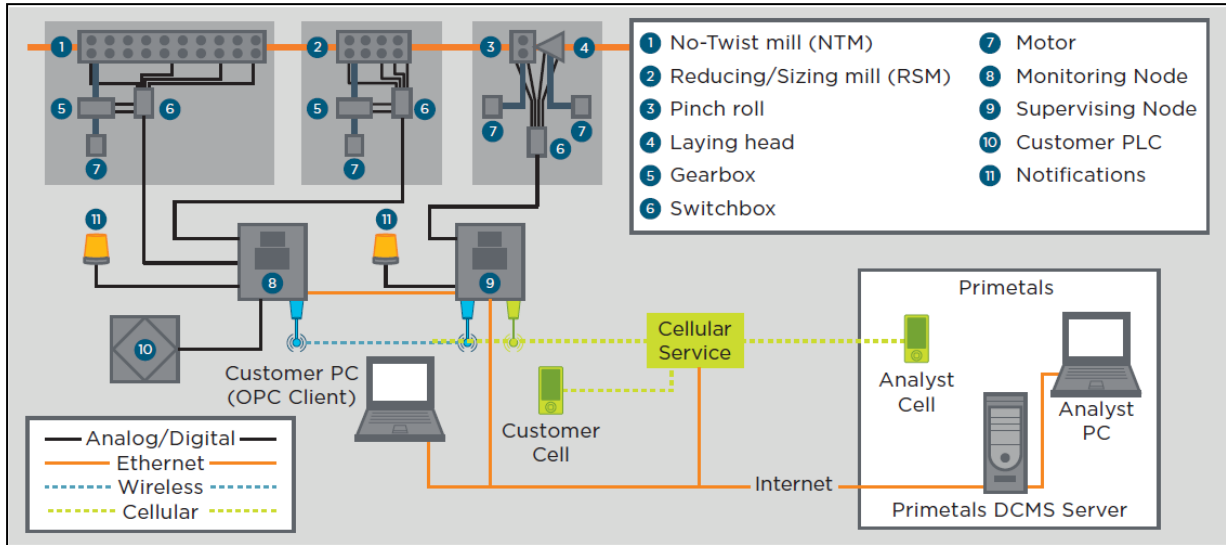 1
2
3
4
5
6
7
5
6
7
7
7
6
1 No-Twist mill (NTM)
2 Reducing/Sizing mill (RSM)
3 Pinch roll
4 Laying head
5 Gearbox
6 Switchbox
7 Motor
8 Monitoring Node
9 Supervising Node
10 Customer PLC
11 Notifications
11
8
11
9
10
Customer PC
(OPC Client)
Customer
Cell
Cellular
Service
Primetals
Analyst
Cell
Analyst
PC
Internet
Primetals DCMS Server
Analog/Digital
Ethernet
Wireless
Cellular